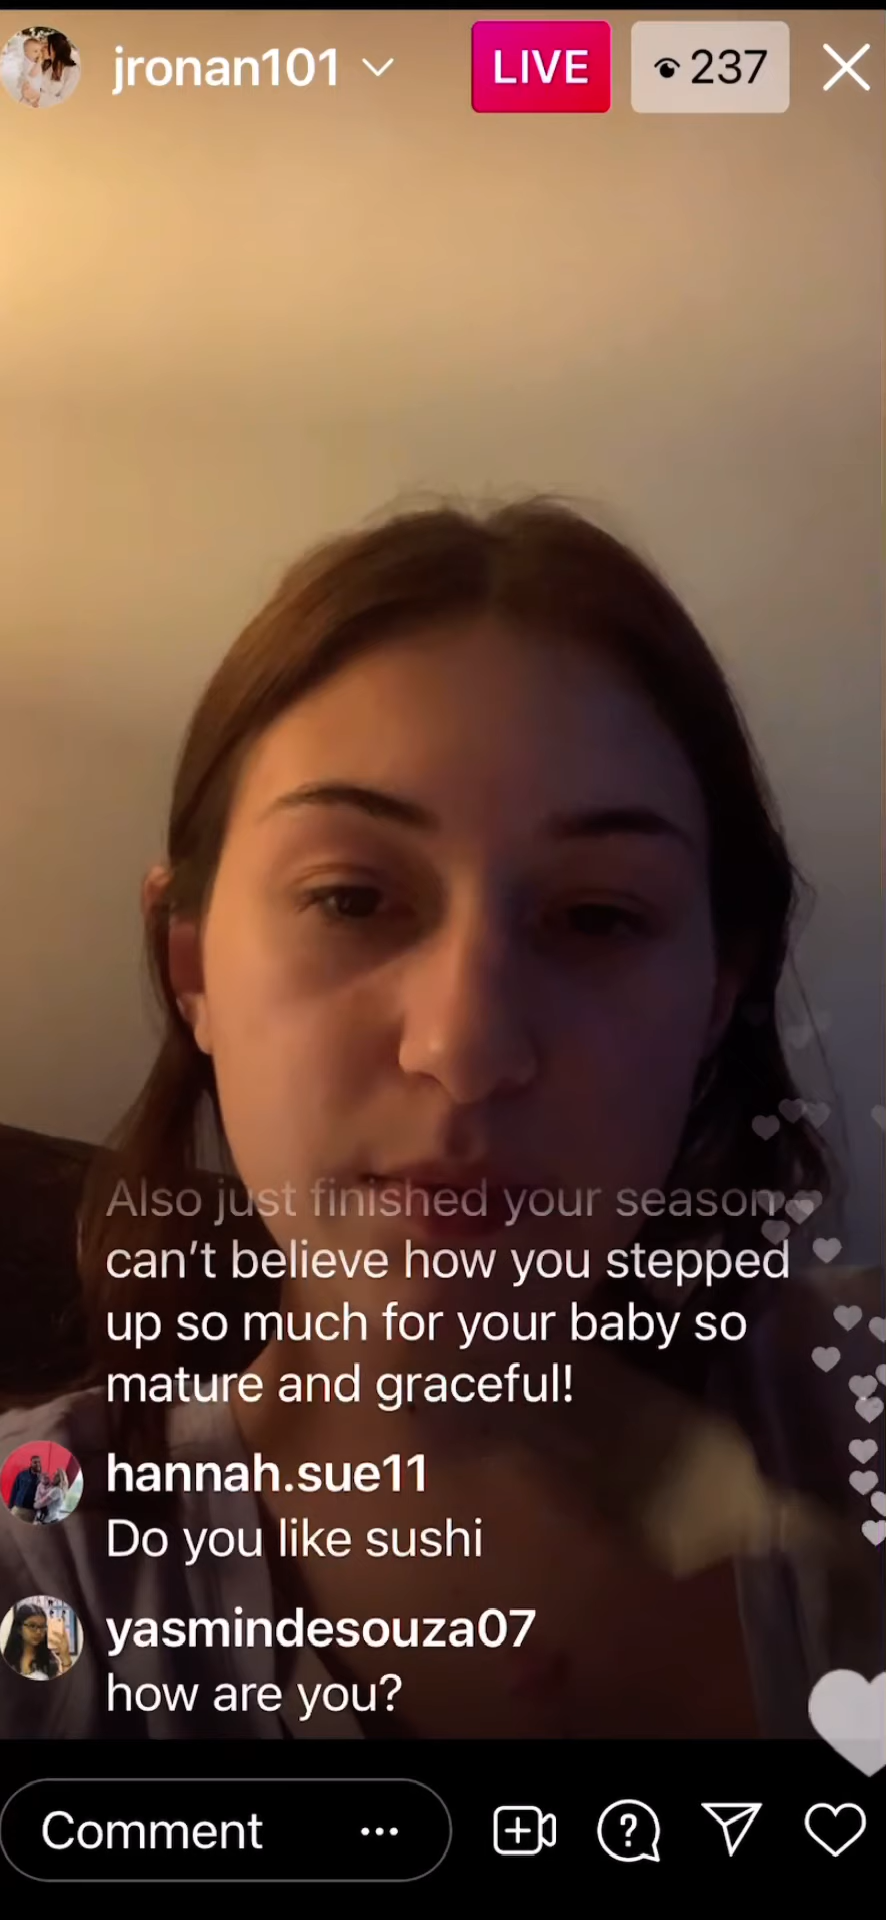 jronan101
LIVE
237
Also just finished your season
can't believe how you stepped
up so much for your baby so
mature and graceful!
hannah.sue11
Do you like sushi
yasmindesouza07
how are you?
Comment